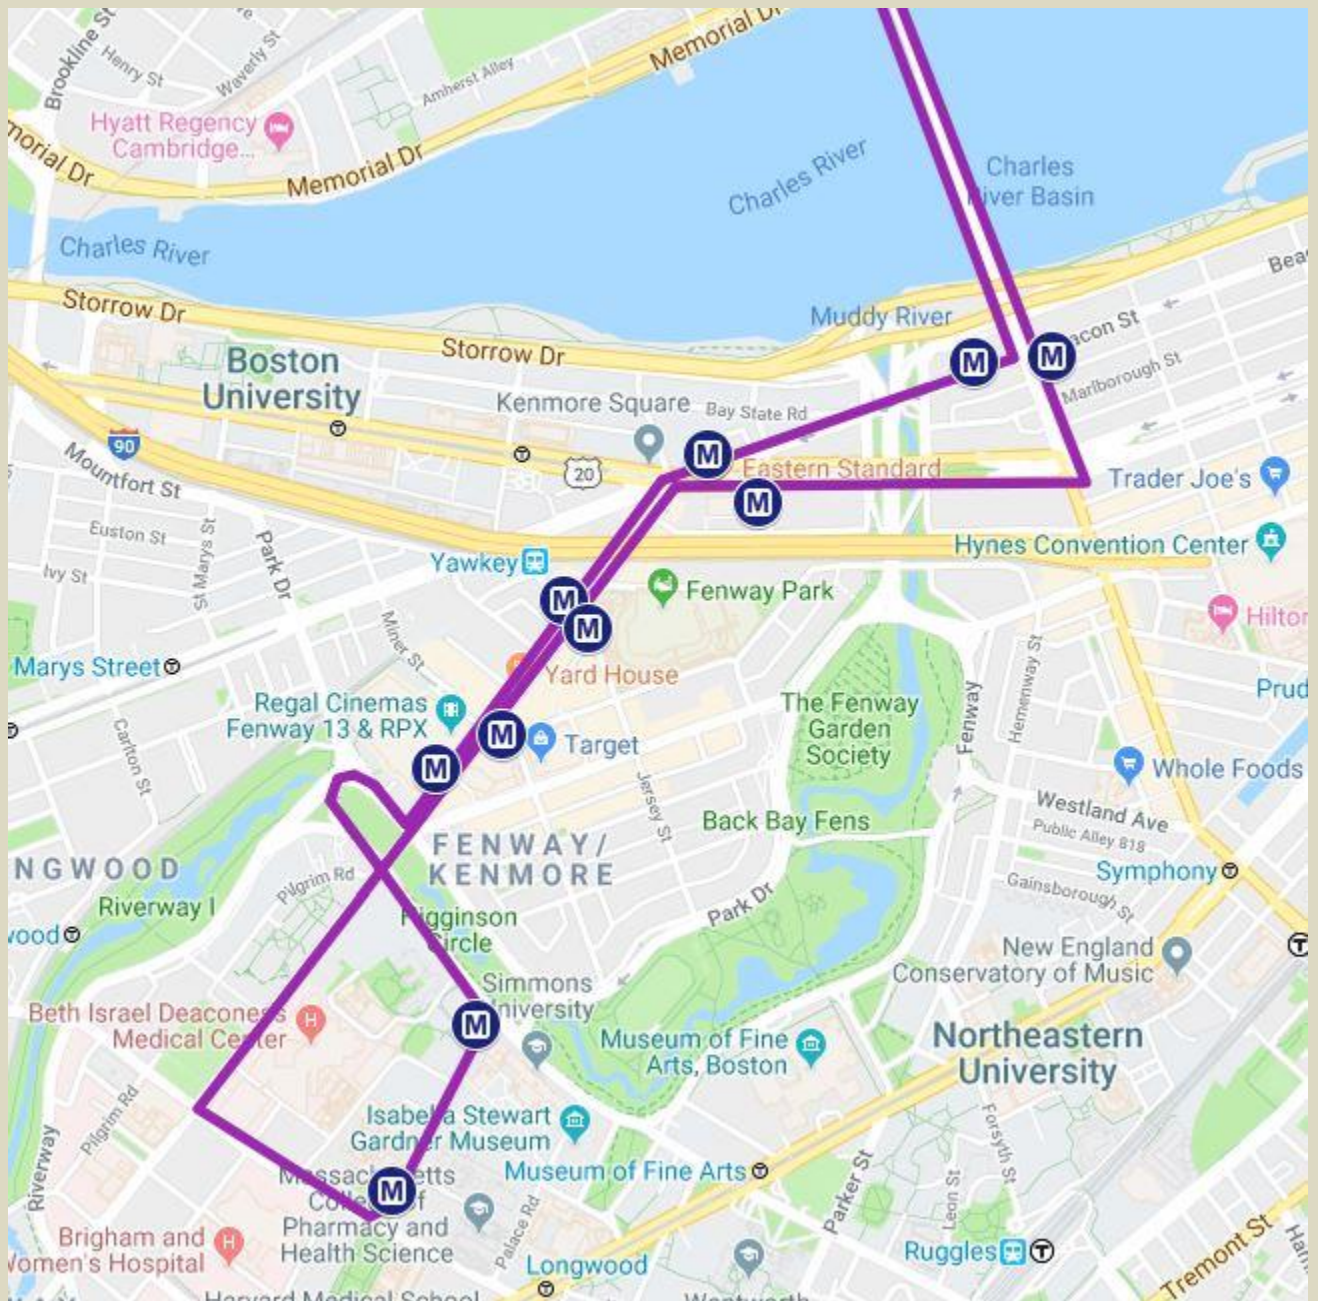 Brookline St
Henry St
Waverly St
Amherst Alley
Memorial Dr
Hyatt Regency
Cambridge...
morial Dr
Memorial Dr
Charles River
Charles
River Basin
Charles River
Storrow Dr
Storrow Dr
Muddy River
Bea
acon St
Marlborough St
Boston
University
Kenmore Square
Bay State Rd
M
M
M
M
90
20
Eastern Standard
Trader Joe's
Mountfort St
Euston St
Ivy St
St Marys St
Park Dr
Yawkey
Hynes Convention Center
Fenway Park
Hilton
M
M
Miner St
Marys Street
Yard House
Regal Cinemas
Fenway 13 & RPX
M
M
Target
The Fenway
Garden
Society
Fenway
Hemenway St
Prud
Carlton St
Jersey St
Whole Foods
Westland Ave
Public Alley 818
Back Bay Fens
NGWOOD
FENWAY/
KENMORE
Symphony
Gainsborough St
Pilgrim Rd
Riverway I
Park Dr
wood
Higginson
Circle
New England
Conservatory of Music
Simmons
University
M
Beth Israel Deaconess
Medical Center
Museum of Fine
Arts, Boston
Northeastern
University
Pilgrim Rd
Isabella Stewart
Gardner Museum
Forsyth St
Museum of Fine Arts
Massachusetts
College of
Pharmacy and
Health Science
M
Riverway
Palace Rd
Parker St
Leon St
Brigham and
Women's Hospital
Longwood
Ruggles
T
Tremont St
Harvard Medical School
Wentworth